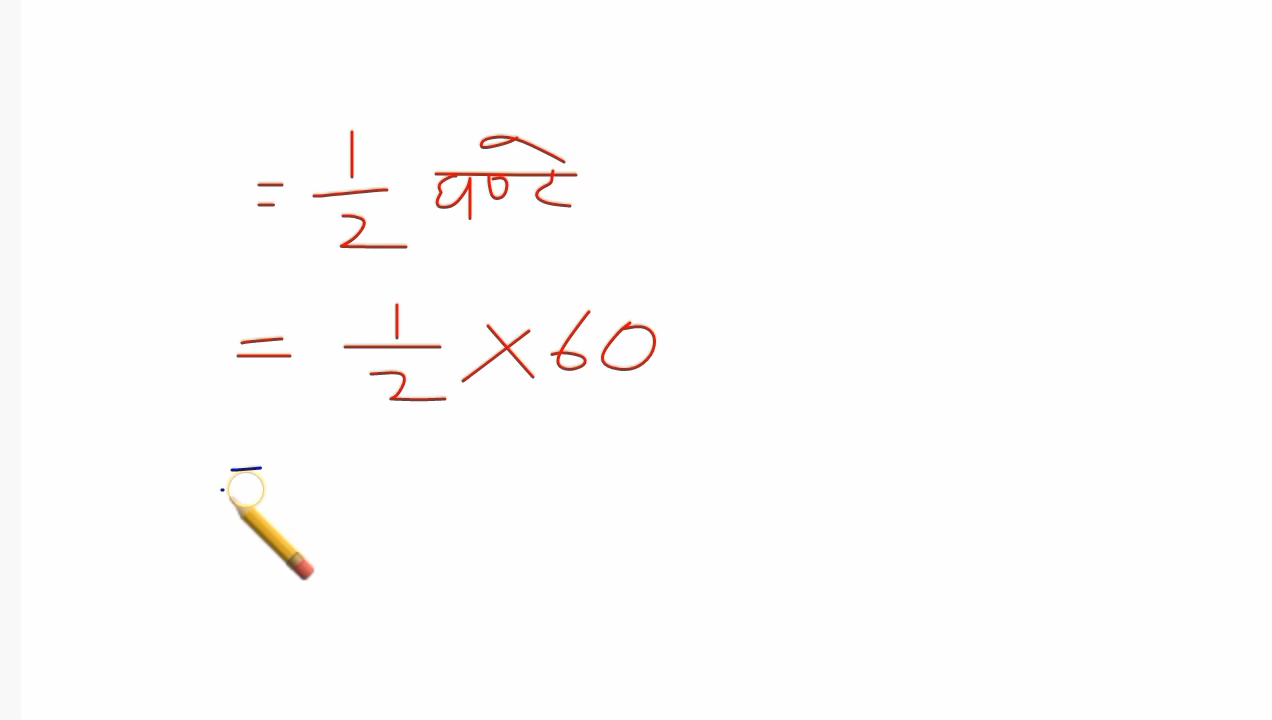 = 1/2 घण्टे
= 1/2 × 60
=